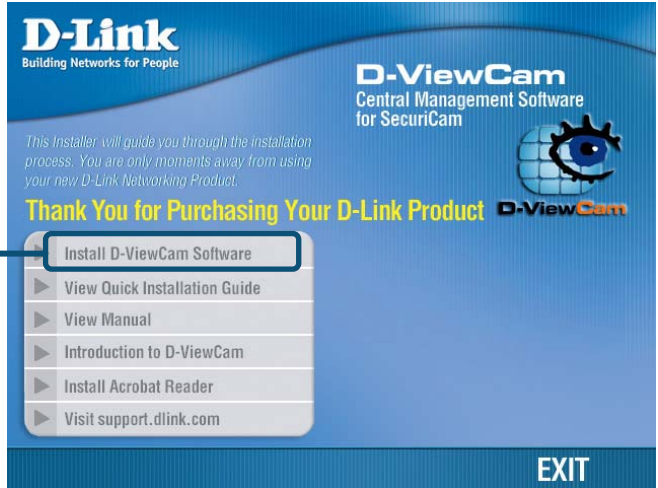 D-Link
Building Networks for People
D-ViewCam
Central Management Software
for SecuriCam
This Installer will guide you through the installation
process. You are only moments away from using
your new D-Link Networking Product.
Thank You for Purchasing Your D-Link Product
D-ViewCam
Install D-ViewCam Software
View Quick Installation Guide
View Manual
Introduction to D-ViewCam
Install Acrobat Reader
Visit support.dlink.com
EXIT